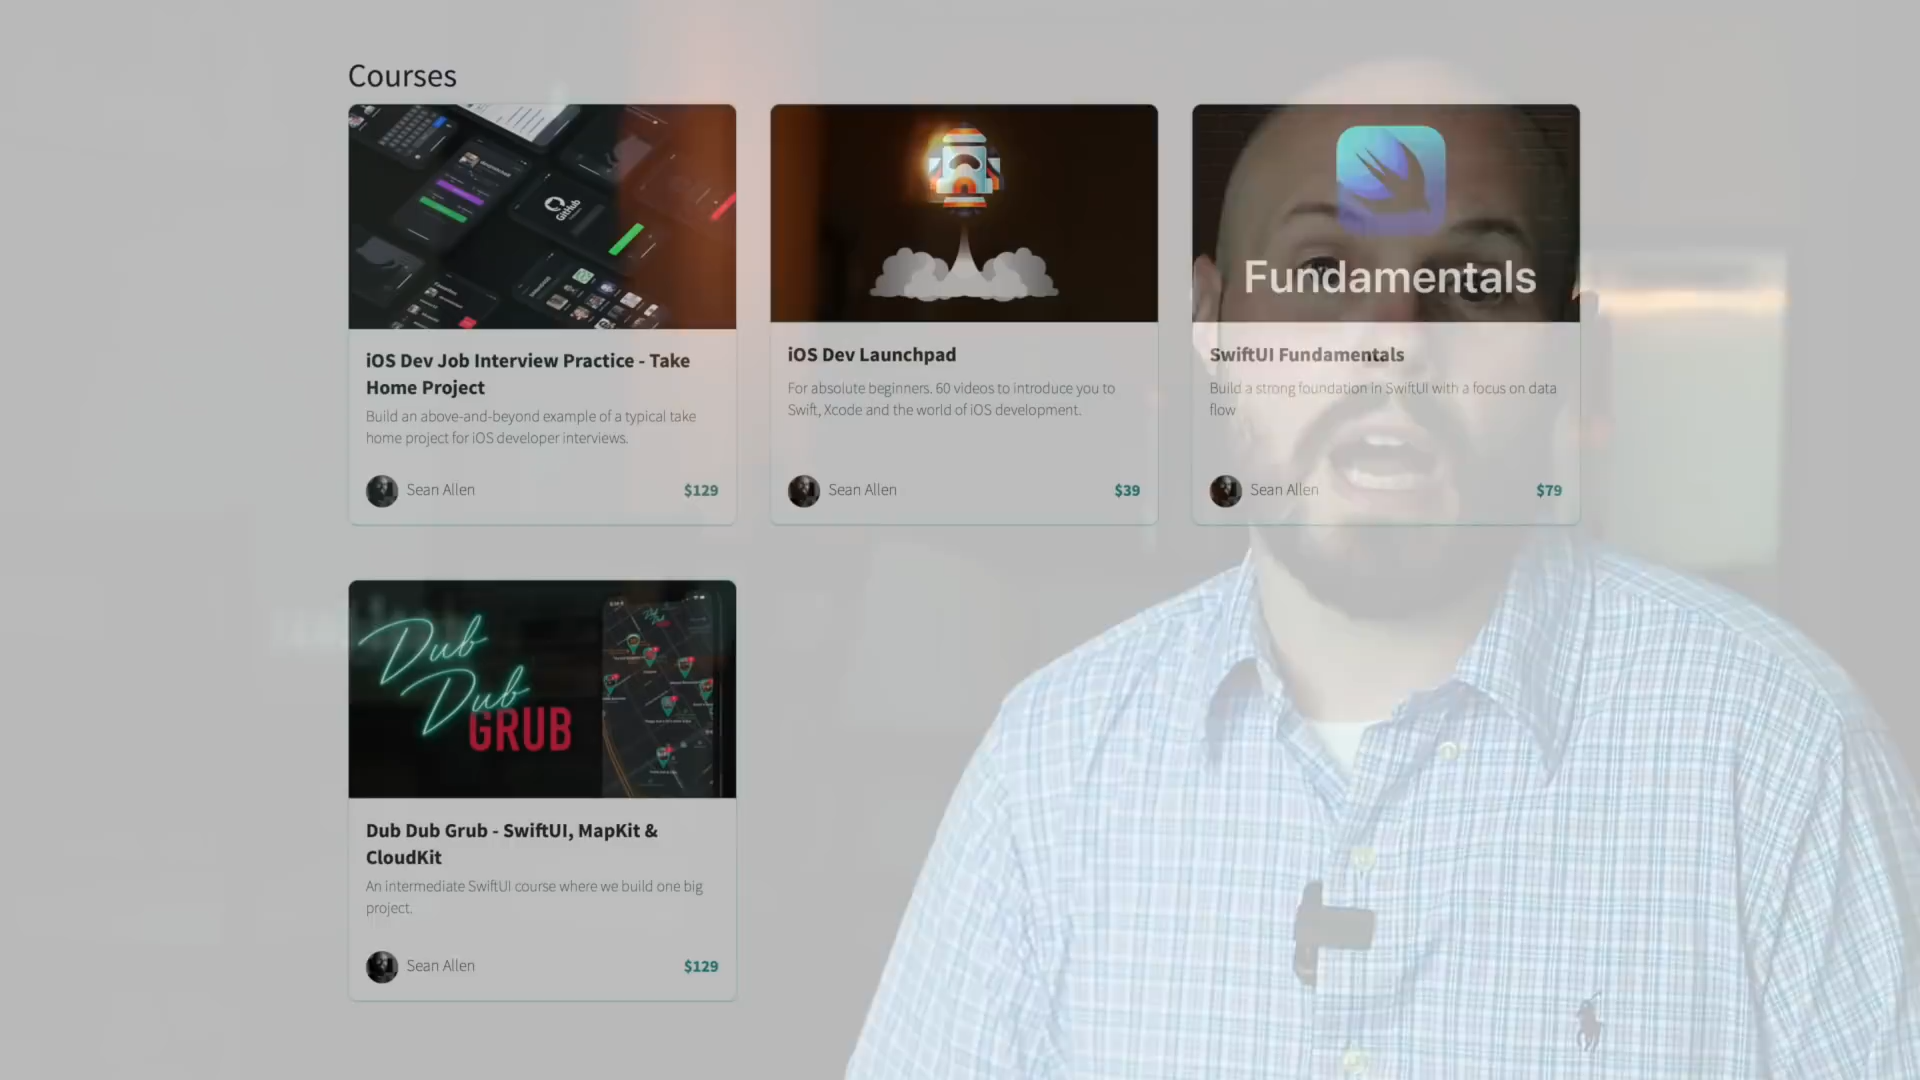 Courses
GitHub
Fundamentals
iOS Dev Job Interview Practice - Take
Home Project
Build an above-and-beyond example of a typical take
home project for iOS developer interviews.
Sean Allen
$129
iOS Dev Launchpad
For absolute beginners. 60 videos to introduce you to
Swift, Xcode and the world of iOS development.
Sean Allen
$39
SwiftUI Fundamentals
Build a strong foundation in SwiftUI with a focus on data
flow
Sean Allen
$79
Dub
Dub
GRUB
Dub Dub Grub - SwiftUI, MapKit &
CloudKit
An intermediate SwiftUI course where we build one big
project.
Sean Allen
$129